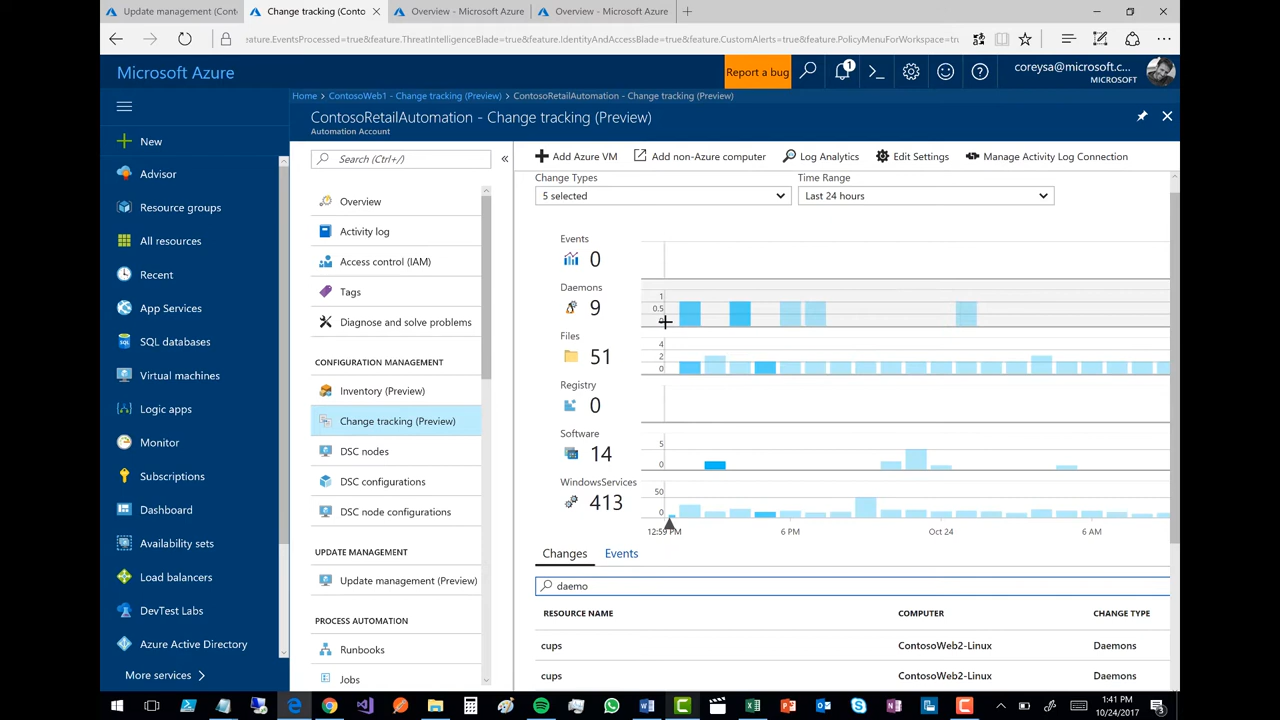 Update management (Cont
Change tracking (Conto
Overview - Microsoft Azure
Overview - Microsoft Azure
eature.EventsProcessed=true&feature.ThreatIntelligenceBlade=true&feature.IdentityAndAccessBlade=true&feature.CustomAlerts=true&feature.PolicyMenuForWorkspace=true&
Microsoft Azure
Report a bug
1
coreysa@microsoft.c...
MICROSOFT
Home > ContosoWeb1 - Change tracking (Preview) > ContosoRetailAutomation - Change tracking (Preview)
ContosoRetailAutomation - Change tracking (Preview)
Automation Account
New
Advisor
Resource groups
All resources
Recent
App Services
SQL databases
Virtual machines
Logic apps
Monitor
Subscriptions
Dashboard
Availability sets
Load balancers
DevTest Labs
Azure Active Directory
More services >
Search (Ctrl+/)
Overview
Activity log
Access control (IAM)
Tags
Diagnose and solve problems
CONFIGURATION MANAGEMENT
Inventory (Preview)
Change tracking (Preview)
DSC nodes
DSC configurations
DSC node configurations
UPDATE MANAGEMENT
Update management (Preview)
PROCESS AUTOMATION
Runbooks
Jobs
Add Azure VM
Add non-Azure computer
Log Analytics
Edit Settings
Manage Activity Log Connection
Change Types
5 selected
Time Range
Last 24 hours
Events
0
Daemons
9
1
0.5
Files
51
4
2
0
Registry
0
Software
14
5
0
WindowsServices
413
50
0
12:59 PM
6 PM
Oct 24
6 AM
Changes
Events
daemo
RESOURCE NAME COMPUTER CHANGE TYPE
cups ContosoWeb2-Linux Daemons
cups ContosoWeb2-Linux Daemons
1:41 PM
10/24/2017
3